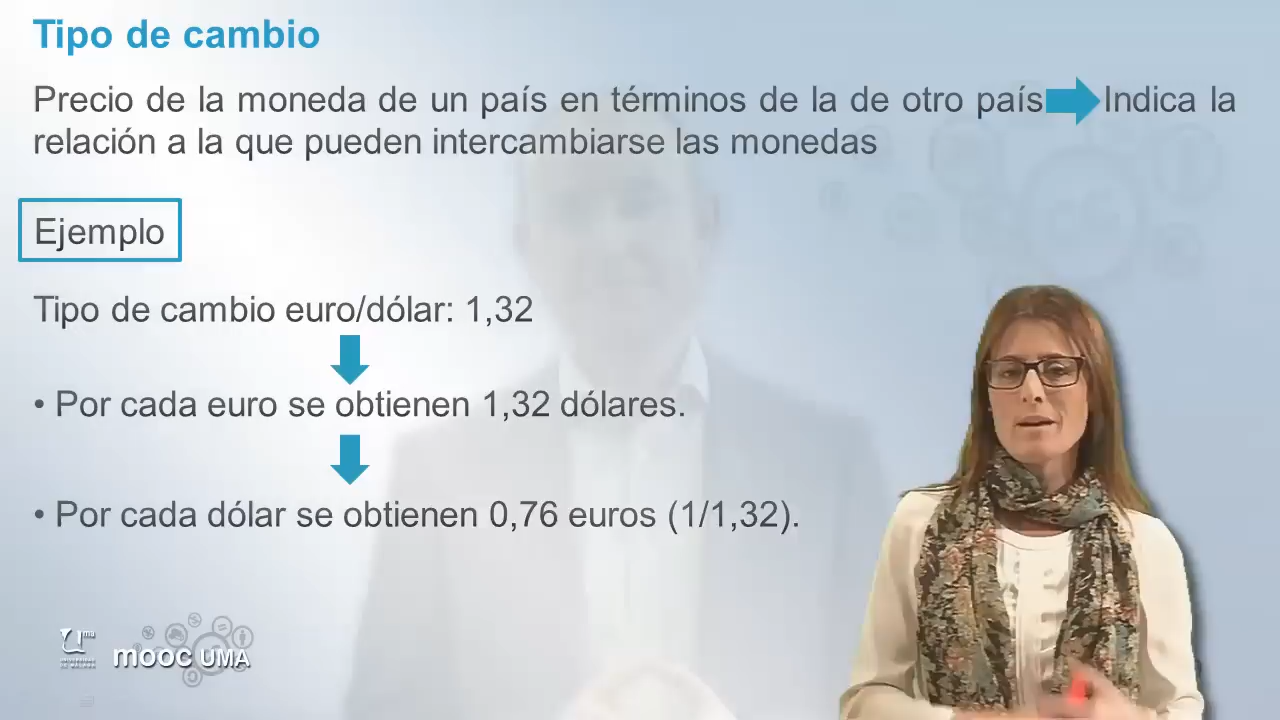 Tipo de cambio
Precio de la moneda de un país en términos de la de otro país Indica la
relación a la que pueden intercambiarse las monedas
Ejemplo
Tipo de cambio euro/dólar: 1,32
• Por cada euro se obtienen 1,32 dólares.
• Por cada dólar se obtienen 0,76 euros (1/1,32).
uma
mooc UMA